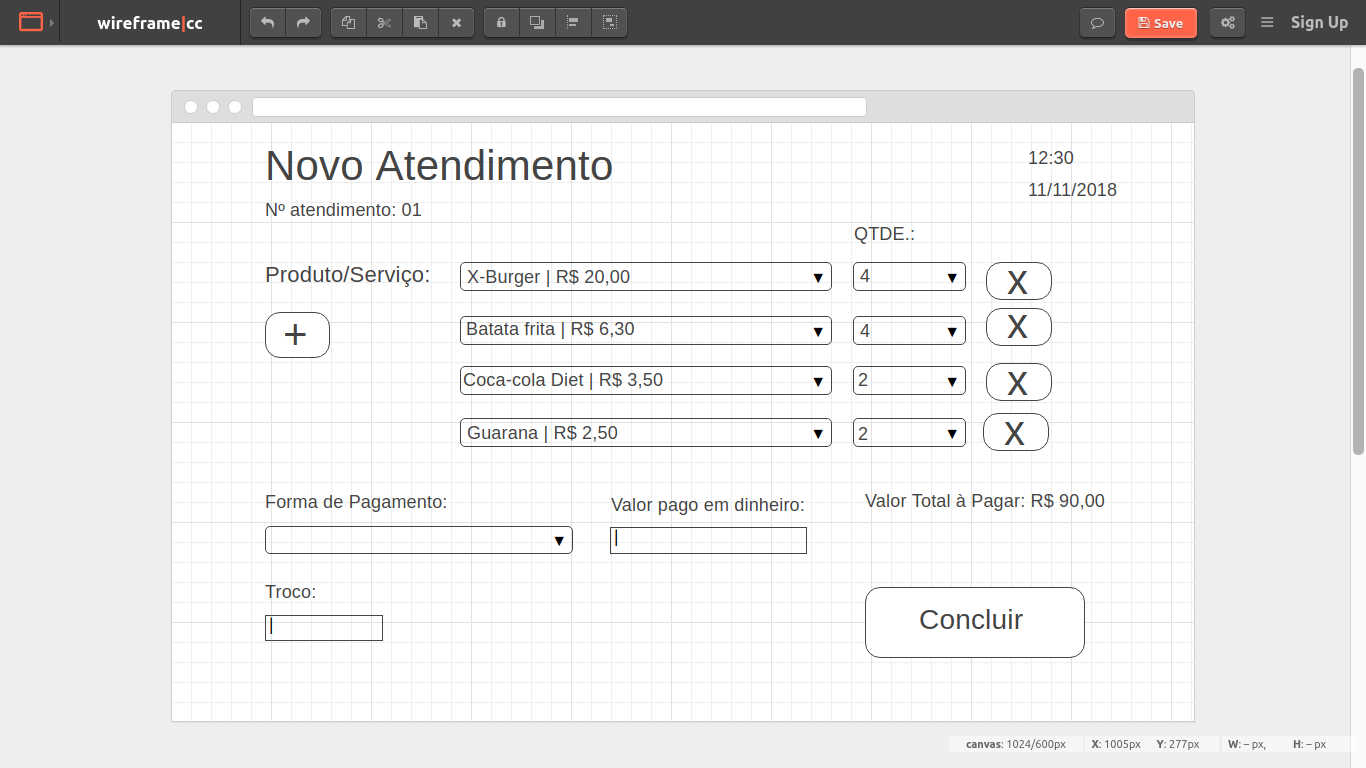 wireframe|cc
Save
Sign Up
Novo Atendimento
12:30
11/11/2018
Nº atendimento: 01
QTDE.:
Produto/Serviço:
X-Burger | R$ 20,00
4
X
+
Batata frita | R$ 6,30
4
X
Coca-cola Diet | R$ 3,50
2
X
Guarana | R$ 2,50
2
X
Forma de Pagamento:
Valor pago em dinheiro:
Valor Total à Pagar: R$ 90,00
Troco:
Concluir
canvas: 1024/600px X: 1005px Y: 277px W: – px, H: – px